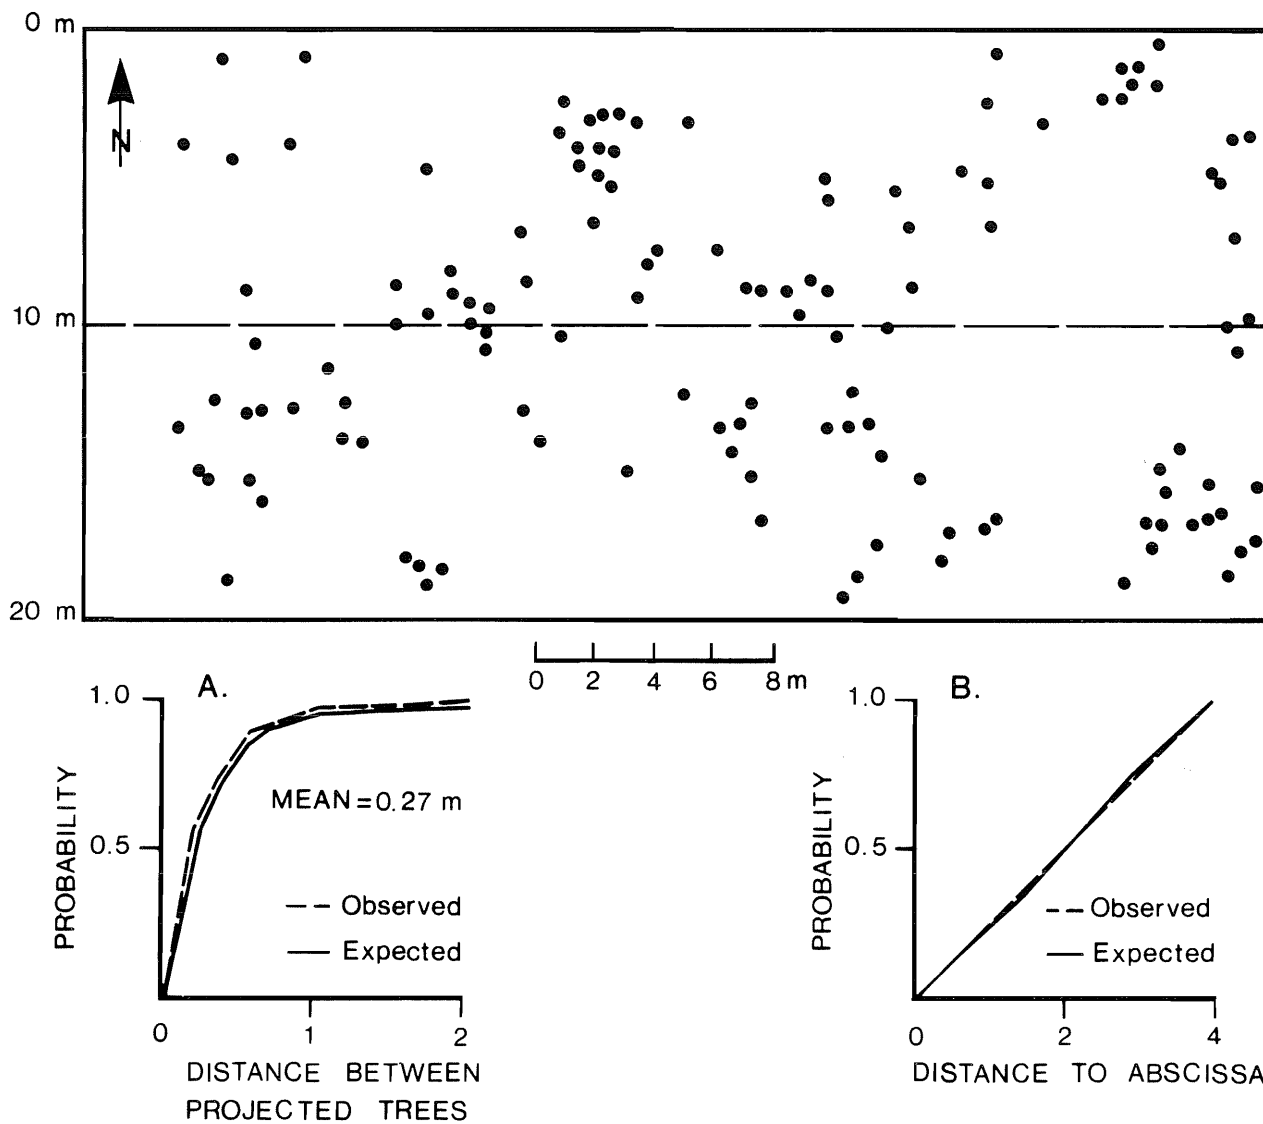 0 m
N
10 m
20 m
0 2 4 6 8 m
A.
1.0
0.5
PROBABILITY
MEAN = 0.27 m
Observed
Expected
0 1 2
DISTANCE BETWEEN
PROJECTED TREES
B.
1.0
0.5
PROBABILITY
Observed
Expected
0 2 4
DISTANCE TO ABSCISSA